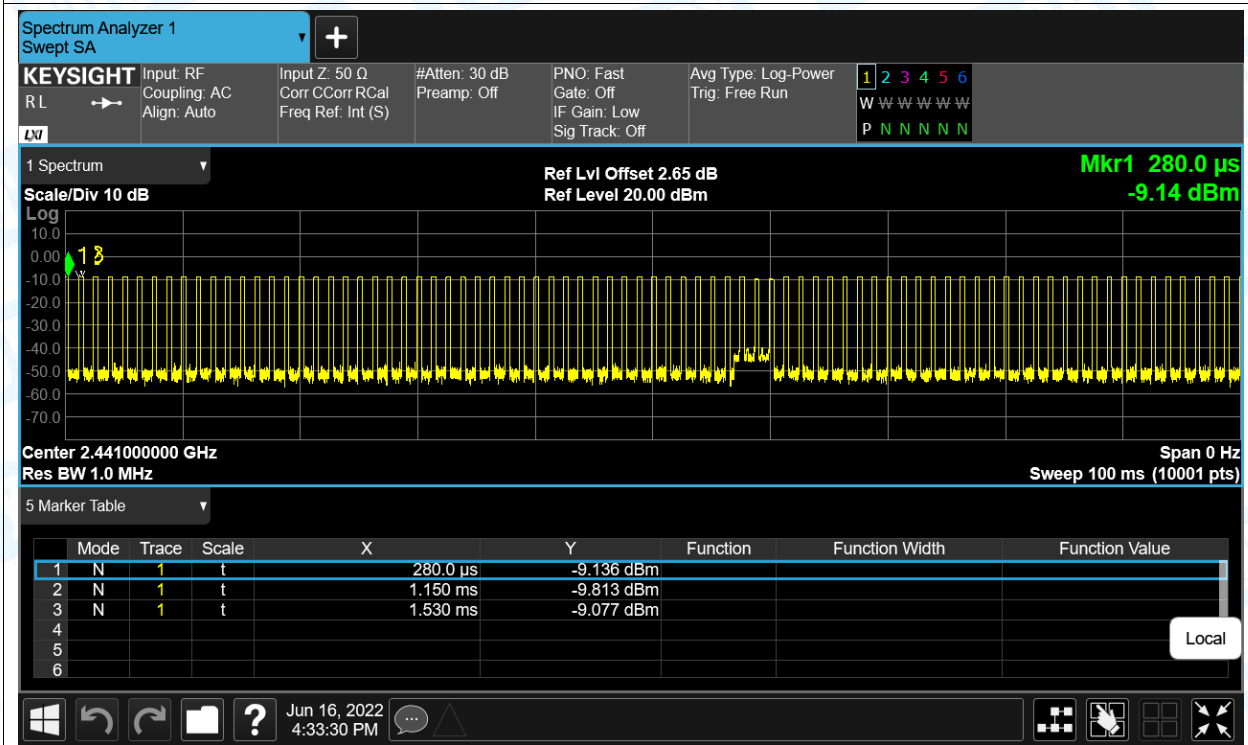 Spectrum Analyzer 1
Swept SA
KEYSIGHT
R L
LXI
Input: RF
Coupling: AC
Align: Auto
Input Z: 50 Ω
Corr CCorr RCal
Freq Ref: Int (S)
#Atten: 30 dB
Preamp: Off
PNO: Fast
Gate: Off
IF Gain: Low
Sig Track: Off
Avg Type: Log-Power
Trig: Free Run
1 2 3 4 5 6
W W W W W W
P N N N N N
1 Spectrum
Scale/Div 10 dB
Ref Lvl Offset 2.65 dB
Ref Level 20.00 dBm
Mkr1 280.0 µs
-9.14 dBm
Log
10.0
0.00
-10.0
-20.0
-30.0
-40.0
-50.0
-60.0
-70.0
Center 2.441000000 GHz
Res BW 1.0 MHz
Span 0 Hz
Sweep 100 ms (10001 pts)
5 Marker Table
Mode Trace Scale X Y Function Function Width Function Value
1 N 1 t 280.0 µs -9.136 dBm
2 N 1 t 1.150 ms -9.813 dBm
3 N 1 t 1.530 ms -9.077 dBm
4
5
6
Local
?
Jun 16, 2022
4:33:30 PM